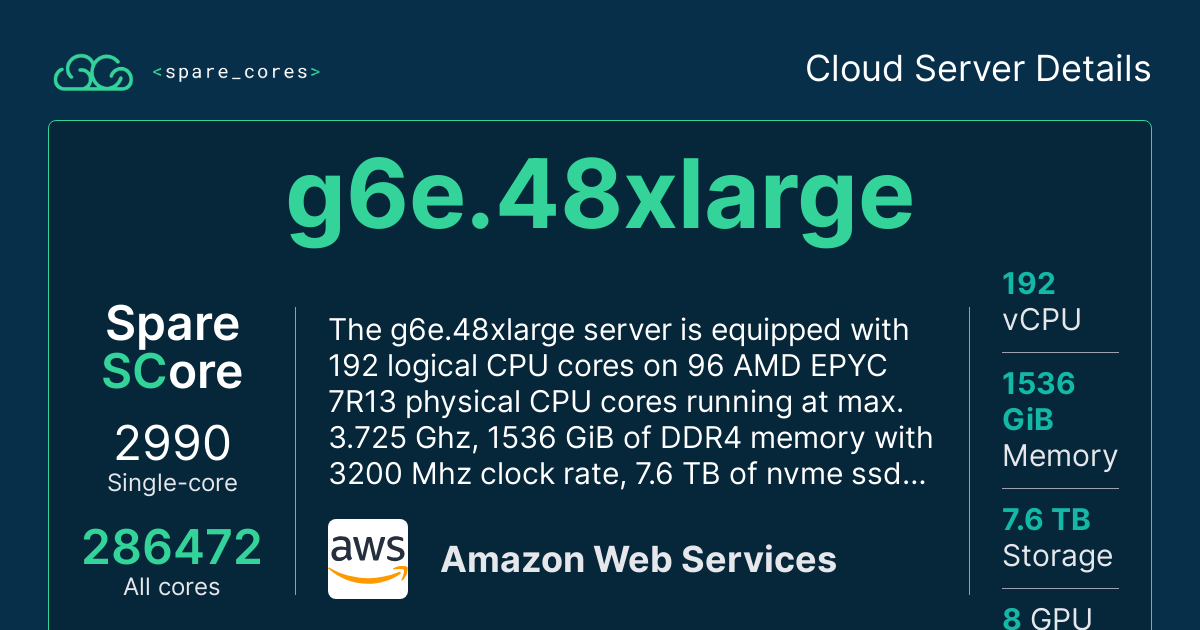 <spare_cores>
Cloud Server Details
g6e.48xlarge
Spare
SCore
2990
Single-core
286472
All cores
The g6e.48xlarge server is equipped with
192 logical CPU cores on 96 AMD EPYC
7R13 physical CPU cores running at max.
3.725 Ghz, 1536 GiB of DDR4 memory with
3200 Mhz clock rate, 7.6 TB of nvme ssd...
aws
Amazon Web Services
192
vCPU
1536
GiB
Memory
7.6 TB
Storage
8 GPU